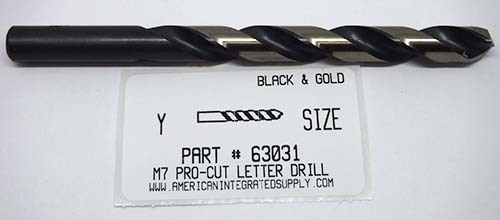 BLACK & GOLD
Y SIZE
PART # 63031
M7 PRO-CUT LETTER DRILL
WWW.AMERICANINTEGRATEDSUPPLY.COM